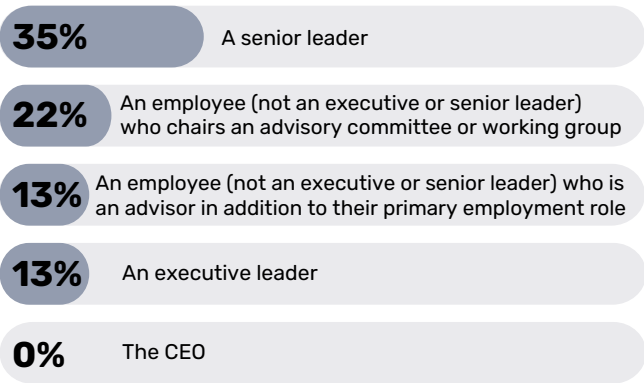 35% A senior leader
22% An employee (not an executive or senior leader)
who chairs an advisory committee or working group
13% An employee (not an executive or senior leader) who is
an advisor in addition to their primary employment role
13% An executive leader
0% The CEO